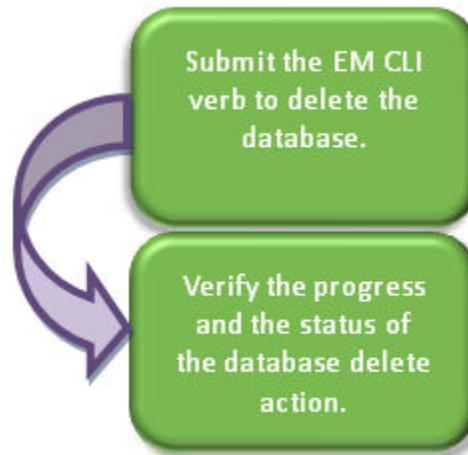 Submit the EM CLI
verb to delete the
database.
Verify the progress
and the status of
the database delete
action.